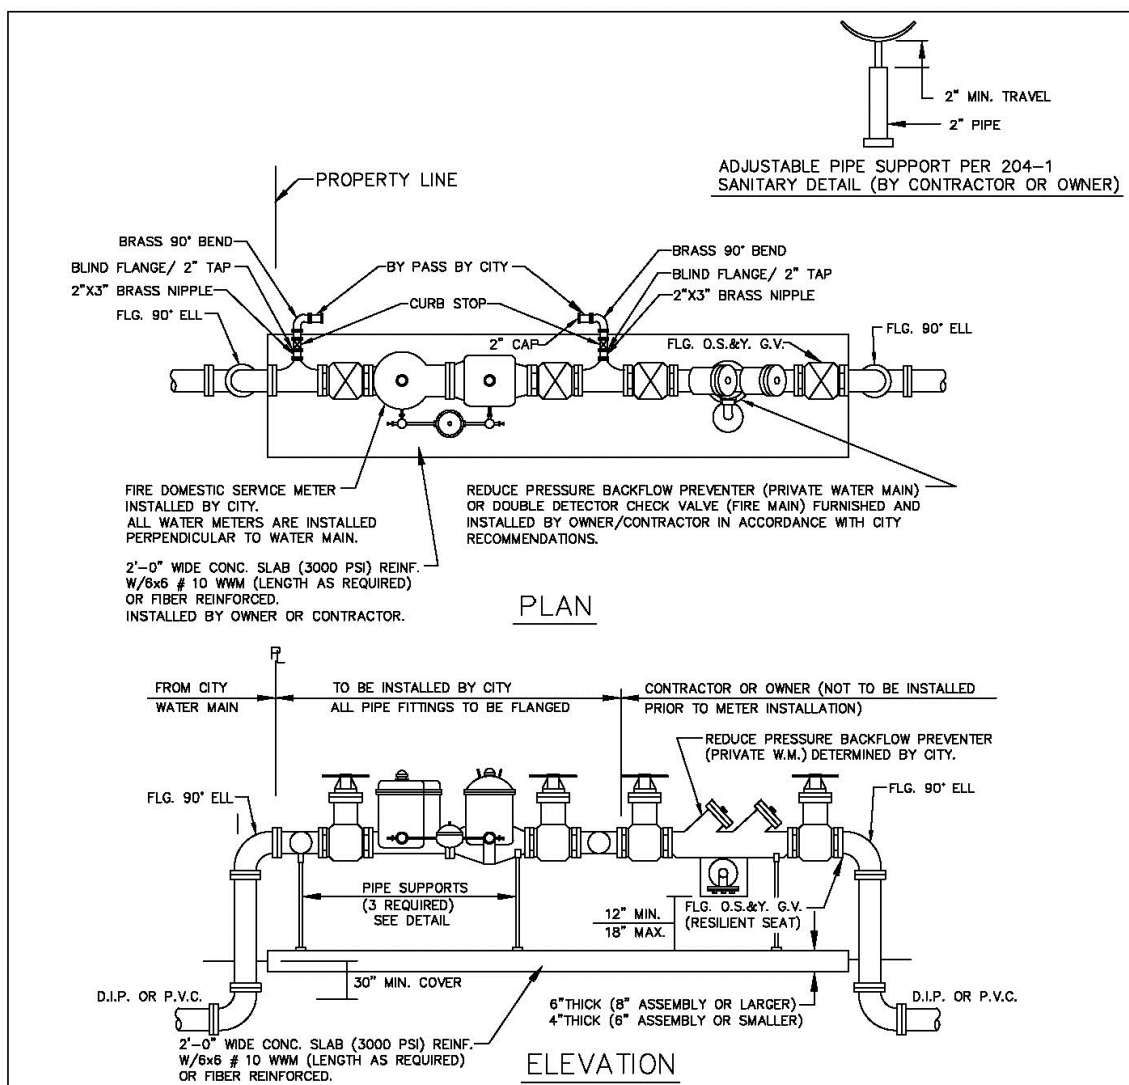 2" MIN. TRAVEL
2" PIPE
ADJUSTABLE PIPE SUPPORT PER 204-1
SANITARY DETAIL (BY CONTRACTOR OR OWNER)
PROPERTY LINE
BRASS 90° BEND
BLIND FLANGE/ 2" TAP
2"X3" BRASS NIPPLE
FLG. 90° ELL
BY PASS BY CITY
CURB STOP
2" CAP
BRASS 90° BEND
BLIND FLANGE/ 2" TAP
2"X3" BRASS NIPPLE
FLG. O.S.&Y. G.V.
FLG. 90° ELL
FIRE DOMESTIC SERVICE METER
INSTALLED BY CITY.
ALL WATER METERS ARE INSTALLED
PERPENDICULAR TO WATER MAIN.
REDUCE PRESSURE BACKFLOW PREVENTER (PRIVATE WATER MAIN)
OR DOUBLE DETECTOR CHECK VALVE (FIRE MAIN) FURNISHED AND
INSTALLED BY OWNER/CONTRACTOR IN ACCORDANCE WITH CITY
RECOMMENDATIONS.
2'-0" WIDE CONC. SLAB (3000 PSI) REINF.
W/6x6 # 10 WWM (LENGTH AS REQUIRED)
OR FIBER REINFORCED.
INSTALLED BY OWNER OR CONTRACTOR.
PLAN
PL
FROM CITY
WATER MAIN
TO BE INSTALLED BY CITY
ALL PIPE FITTINGS TO BE FLANGED
CONTRACTOR OR OWNER (NOT TO BE INSTALLED
PRIOR TO METER INSTALLATION)
REDUCE PRESSURE BACKFLOW PREVENTER
(PRIVATE W.M.) DETERMINED BY CITY.
FLG. 90° ELL
FLG. 90° ELL
PIPE SUPPORTS
(3 REQUIRED)
SEE DETAIL
12" MIN.
18" MAX.
FLG. O.S.&Y. G.V.
(RESILIENT SEAT)
30" MIN. COVER
D.I.P. OR P.V.C.
D.I.P. OR P.V.C.
6"THICK (8" ASSEMBLY OR LARGER)
4"THICK (6" ASSEMBLY OR SMALLER)
2'-0" WIDE CONC. SLAB (3000 PSI) REINF.
W/6x6 # 10 WWM (LENGTH AS REQUIRED)
OR FIBER REINFORCED.
ELEVATION